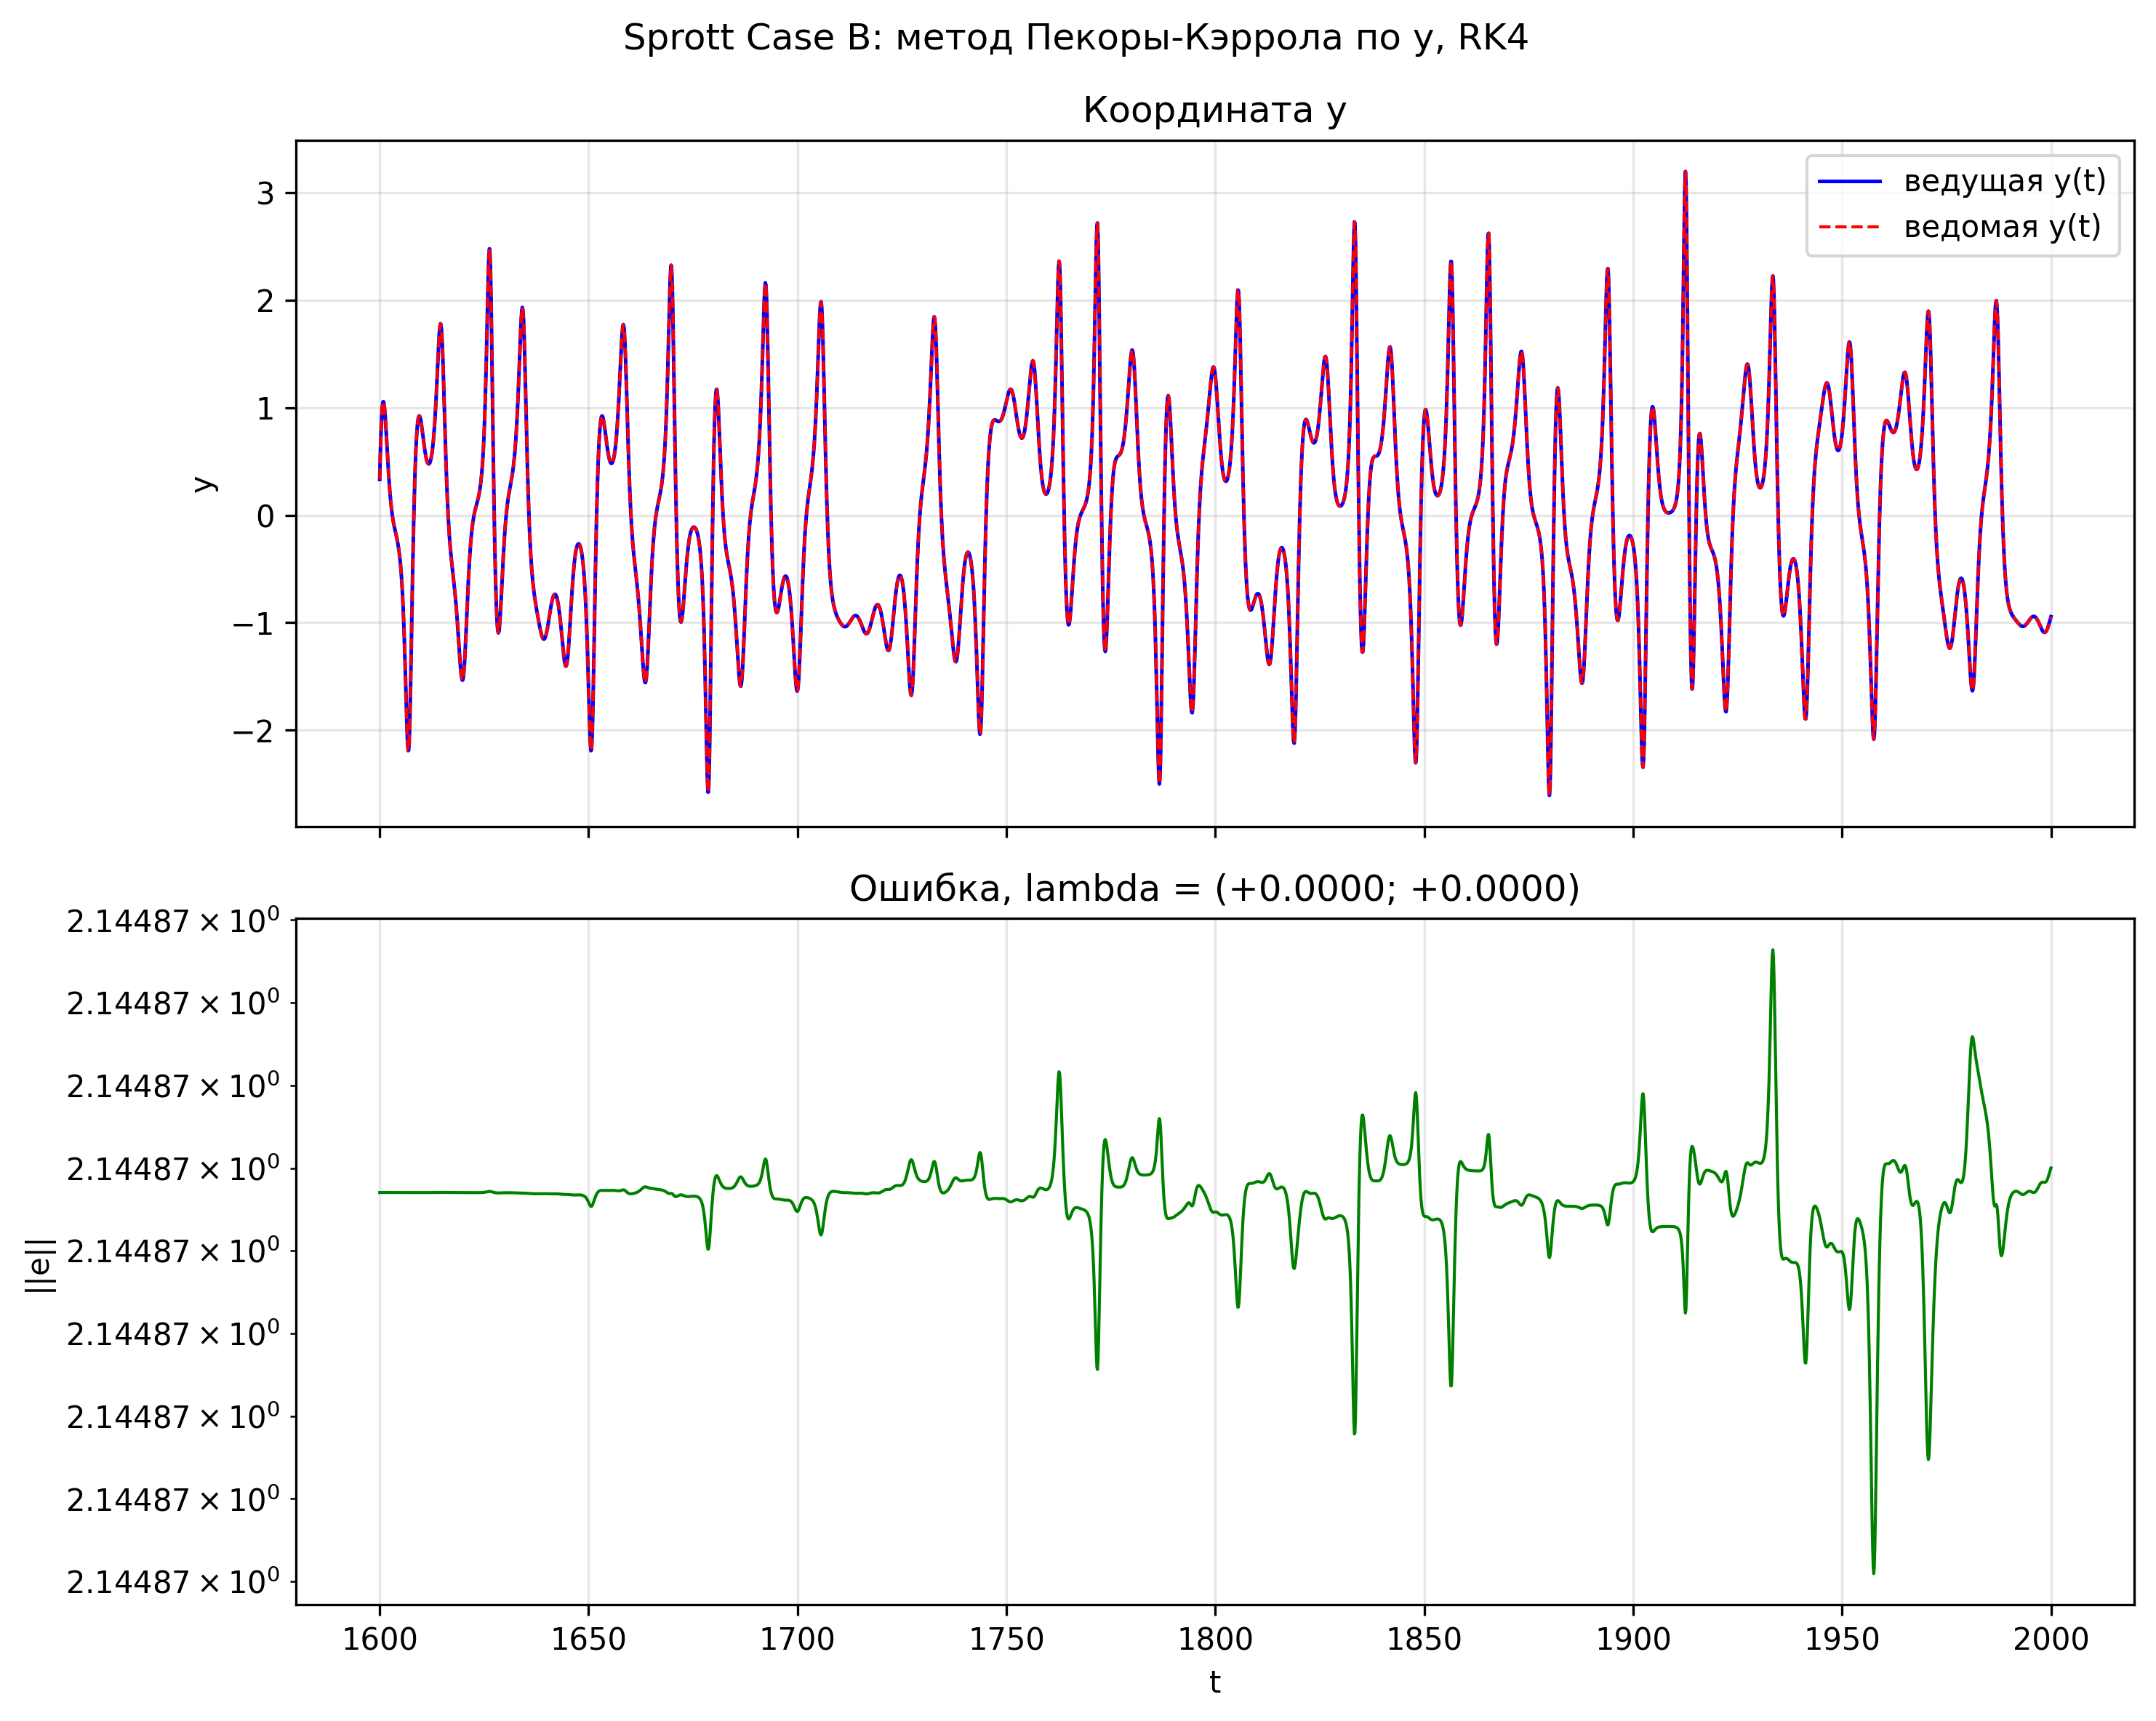 Sprott Case B: метод Пекоры-Кэррола по y, RK4
Координата y
3
2
1
0
−1
−2
y
ведущая y(t)
ведомая y(t)
Ошибка, lambda = (+0.0000; +0.0000)
2.14487 × 10⁰
2.14487 × 10⁰
2.14487 × 10⁰
2.14487 × 10⁰
2.14487 × 10⁰
2.14487 × 10⁰
2.14487 × 10⁰
2.14487 × 10⁰
2.14487 × 10⁰
||e||
1600 1650 1700 1750 1800 1850 1900 1950 2000
t